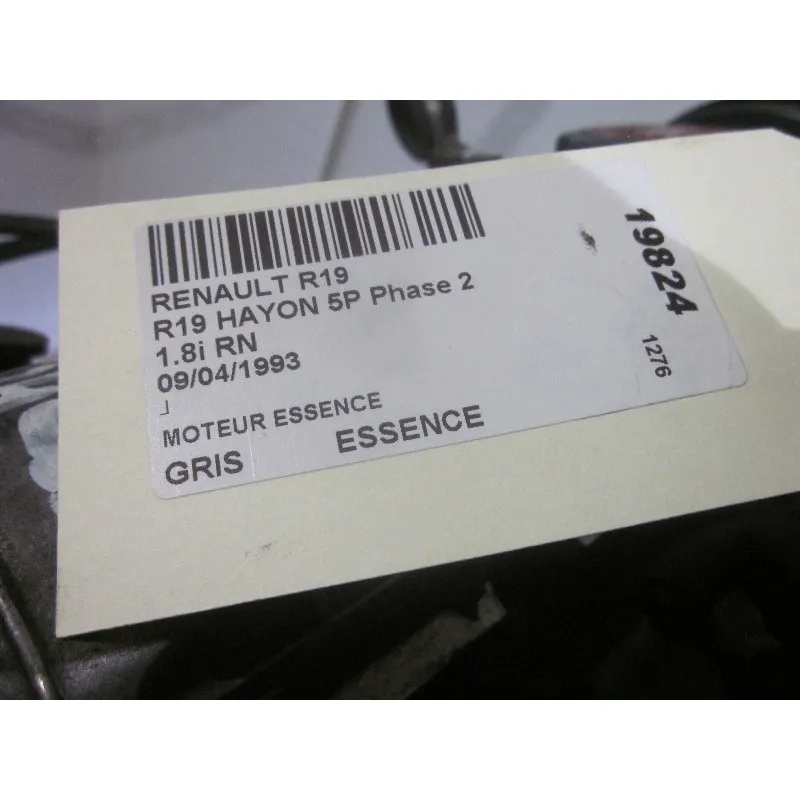 RENAULT R19
R19 HAYON 5P Phase 2
1.8i RN
09/04/1993
MOTEUR ESSENCE
GRIS ESSENCE
19824
1276